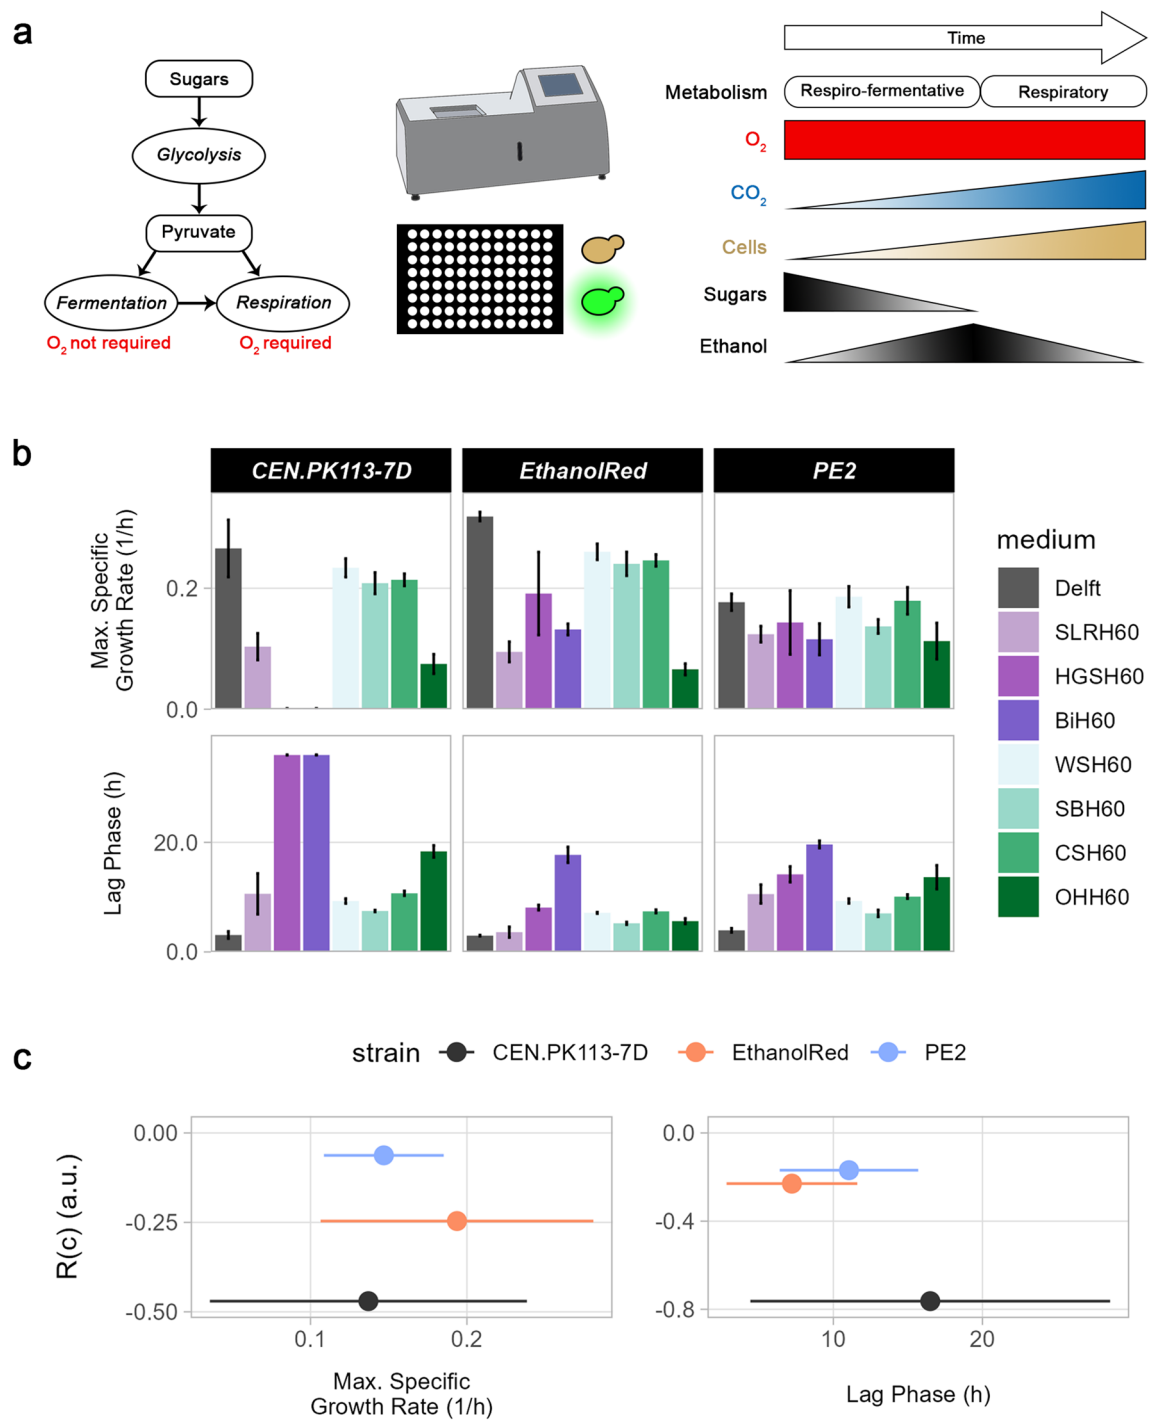 a
Sugars
Glycolysis
Pyruvate
Fermentation
Respiration
O2 not required
O2 required
Time
Metabolism
Respiro-fermentative
Respiratory
O2
CO2
Cells
Sugars
Ethanol
b
CEN.PK113-7D
EthanolRed
PE2
Max. Specific
Growth Rate (1/h)
0.2
0.0
Lag Phase (h)
20.0
0.0
medium
Delft
SLRH60
HGSH60
BiH60
WSH60
SBH60
CSH60
OHH60
c
strain
CEN.PK113-7D
EthanolRed
PE2
R(c) (a.u.)
0.00
-0.25
-0.50
0.1
0.2
Max. Specific
Growth Rate (1/h)
0.0
-0.4
-0.8
10
20
Lag Phase (h)